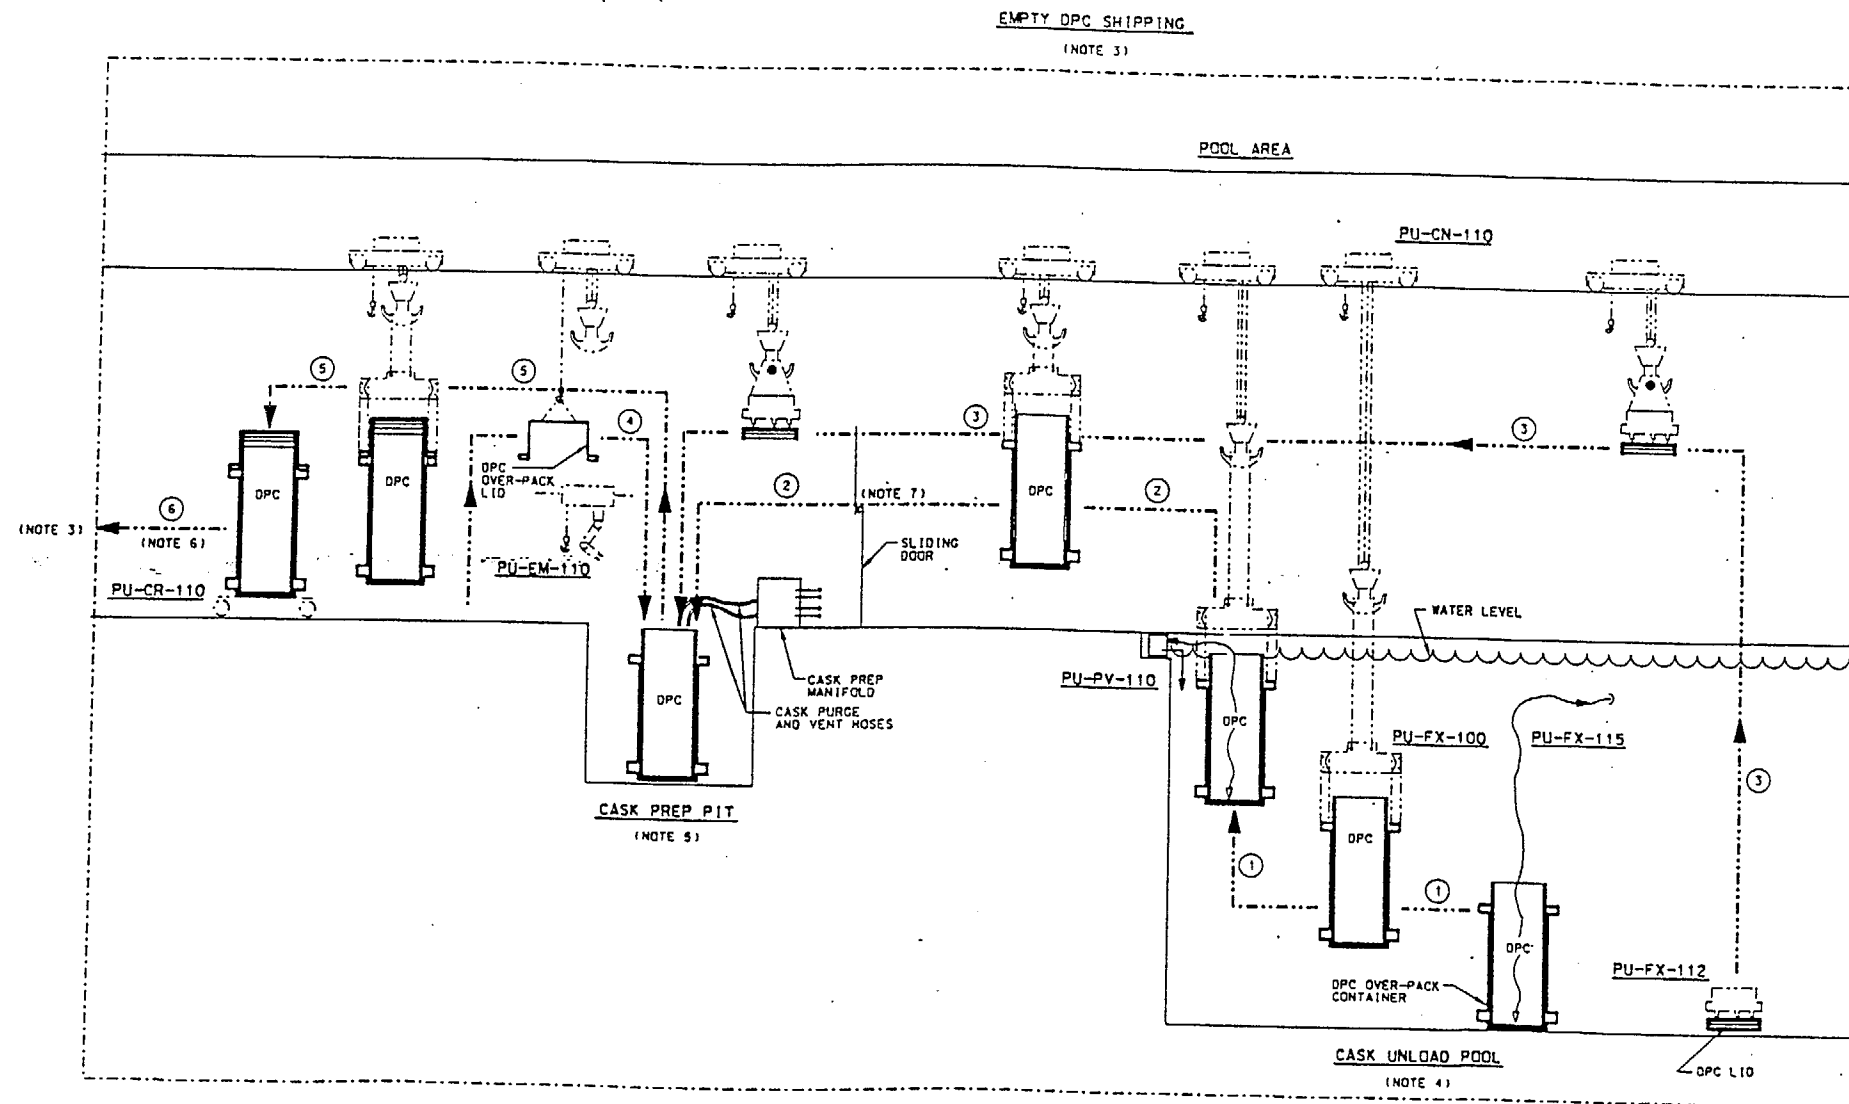 EMPTY DPC SHIPPING
(NOTE 3)
POOL AREA
PU-CN-110
5
5
4
3
3
DPC
OVER-PACK
LID
DPC
DPC
DPC
2
(NOTE 7)
2
6
(NOTE 3)
(NOTE 6)
SLIDING
DOOR
PU-EM-110
PU-CR-110
WATER LEVEL
CASK PREP
MANIFOLD
PU-PV-110
DPC
CASK PURGE
AND VENT HOSES
DPC
PU-FX-100
PU-FX-115
3
CASK PREP PIT
(NOTE 5)
DPC
1
1
DPC
PU-FX-112
DPC OVER-PACK
CONTAINER
CASK UNLOAD POOL
(NOTE 4)
DPC LID